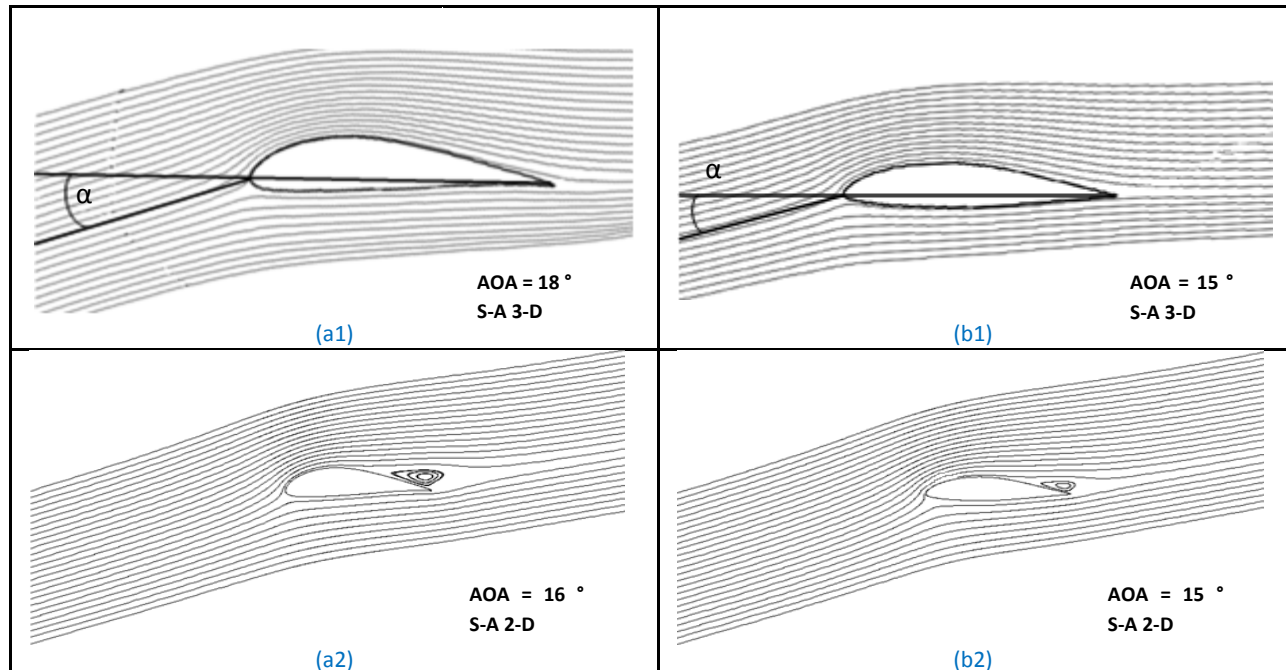 α
AOA = 18 °
S-A 3-D
(a1)
α
AOA = 15 °
S-A 3-D
(b1)
AOA = 16 °
S-A 2-D
(a2)
AOA = 15 °
S-A 2-D
(b2)